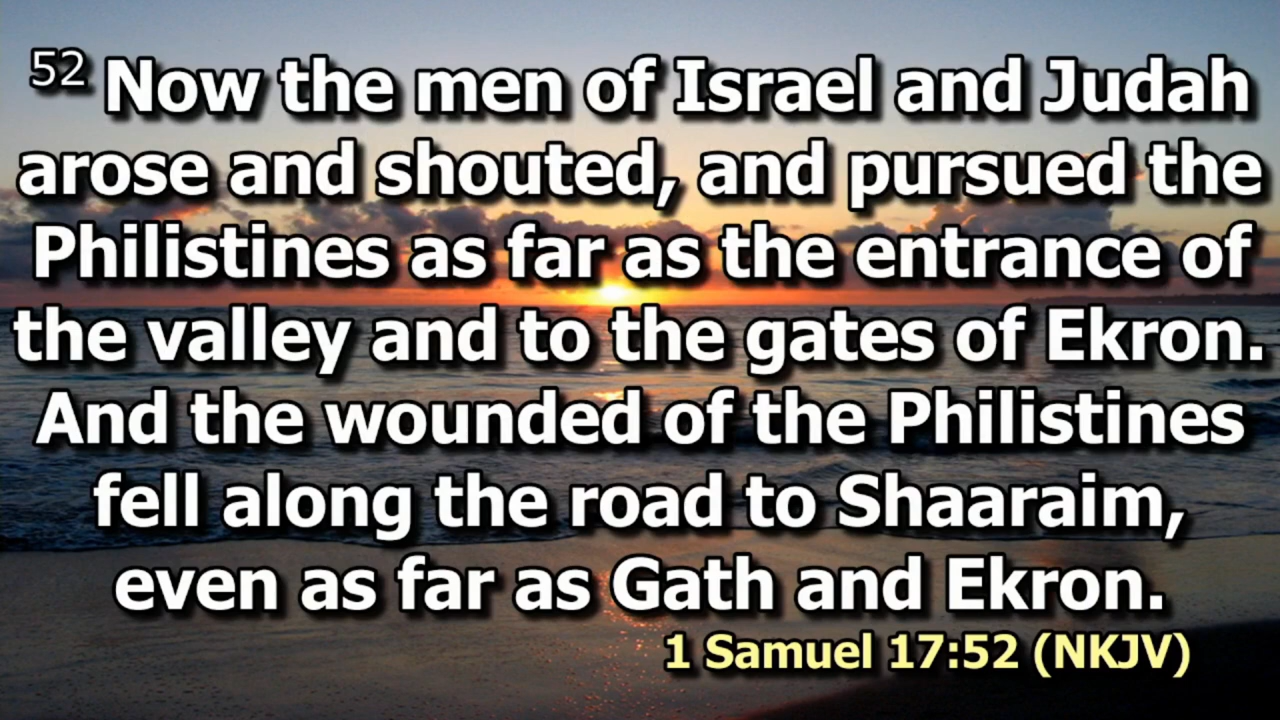 52 Now the men of Israel and Judah
arose and shouted, and pursued the
Philistines as far as the entrance of
the valley and to the gates of Ekron.
And the wounded of the Philistines
fell along the road to Shaaraim,
even as far as Gath and Ekron.
1 Samuel 17:52 (NKJV)